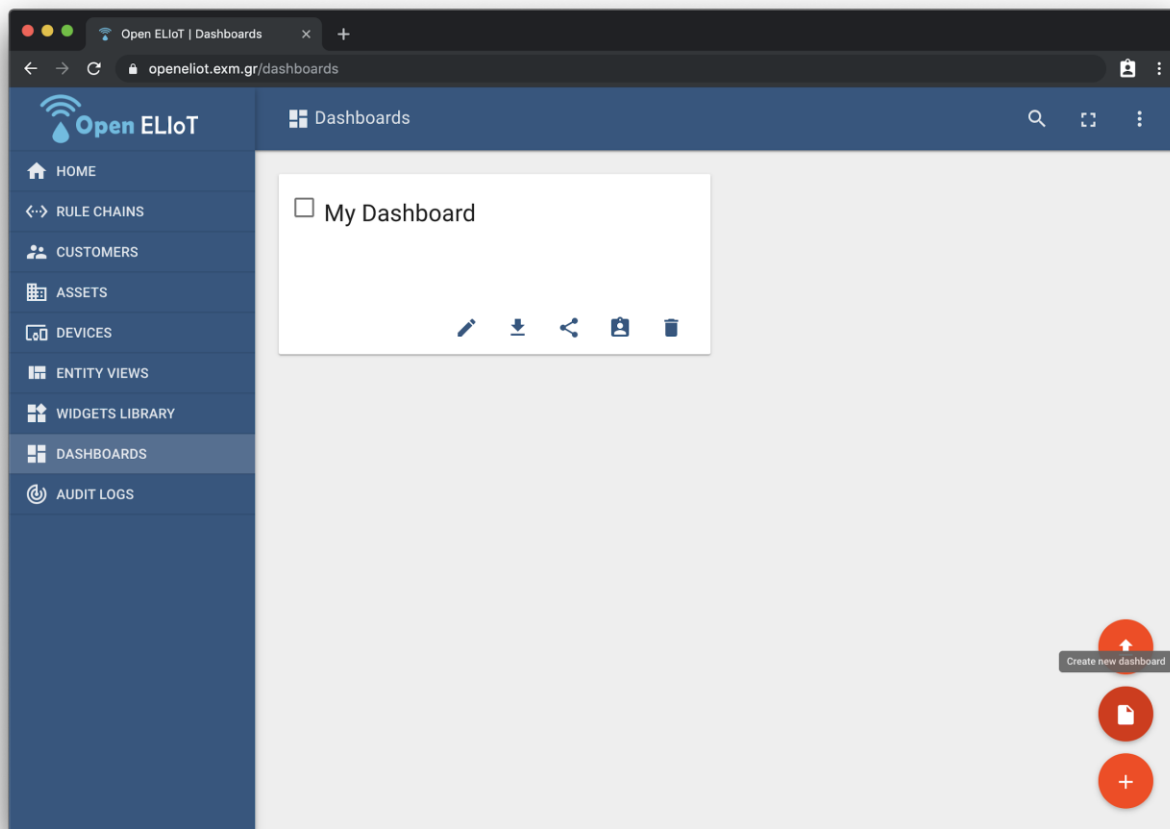 Open ELIoT | Dashboards
openeliot.exm.gr/dashboards
Open ELIoT
Dashboards
HOME
RULE CHAINS
CUSTOMERS
ASSETS
DEVICES
ENTITY VIEWS
WIDGETS LIBRARY
DASHBOARDS
AUDIT LOGS
My Dashboard
Create new dashboard